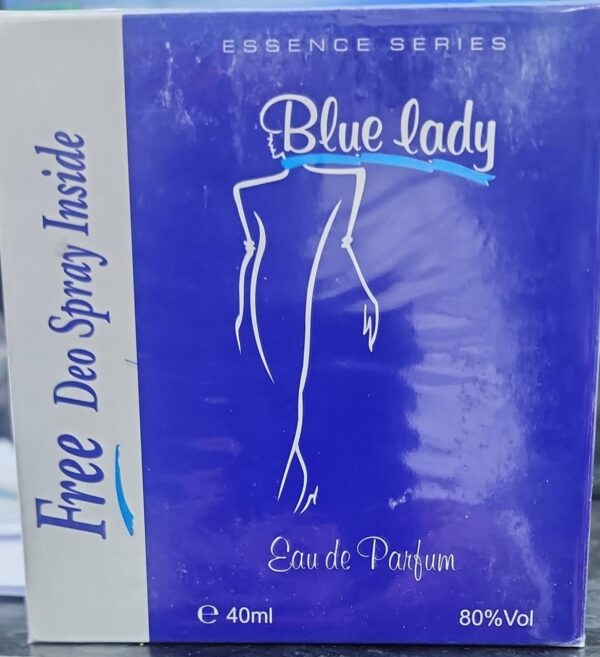 ESSENCE SERIES
Blue lady
Free Deo Spray Inside
Eau de Parfum
℮ 40ml
80%Vol